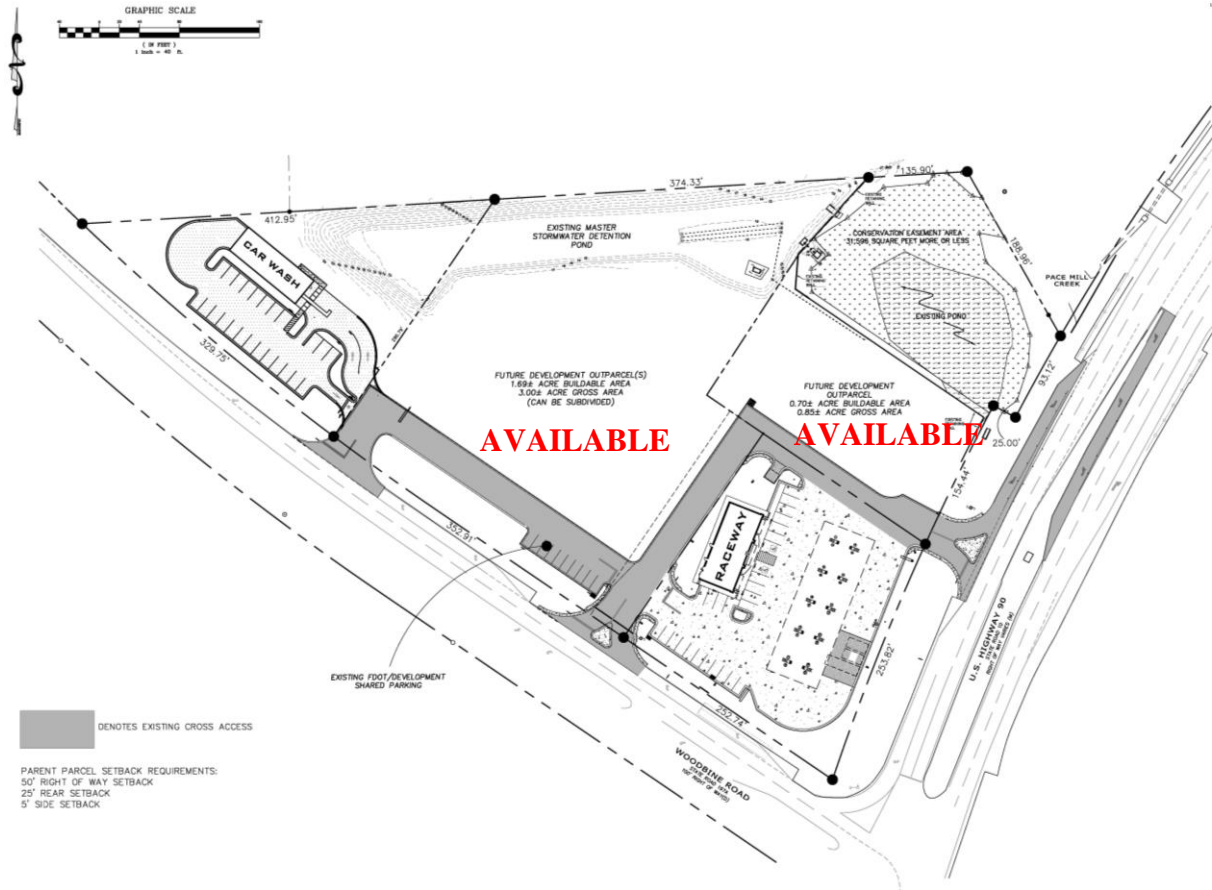 GRAPHIC SCALE
( IN FEET )
1 inch = 40 ft.
374.33'
135.90'
412.95'
EXISTING MASTER
STORMWATER DETENTION
POND
CONSERVATION EASEMENT AREA
31,596 SQUARE FEET MORE OR LESS
188.96'
PACE MILL
CREEK
CAR WASH
EXISTING POND
329.75'
93.12'
FUTURE DEVELOPMENT OUTPARCEL(S)
1.69± ACRE BUILDABLE AREA
3.00± ACRE GROSS AREA
(CAN BE SUBDIVIDED)
FUTURE DEVELOPMENT
OUTPARCEL
0.70± ACRE BUILDABLE AREA
0.85± ACRE GROSS AREA
AVAILABLE
AVAILABLE
25.00'
154.44'
352.91'
RACEWAY
U.S. HIGHWAY 90
253.82'
EXISTING FDOT/DEVELOPMENT
SHARED PARKING
252.74'
DENOTES EXISTING CROSS ACCESS
WOODBINE ROAD
PARENT PARCEL SETBACK REQUIREMENTS:
50' RIGHT OF WAY SETBACK
25' REAR SETBACK
5' SIDE SETBACK